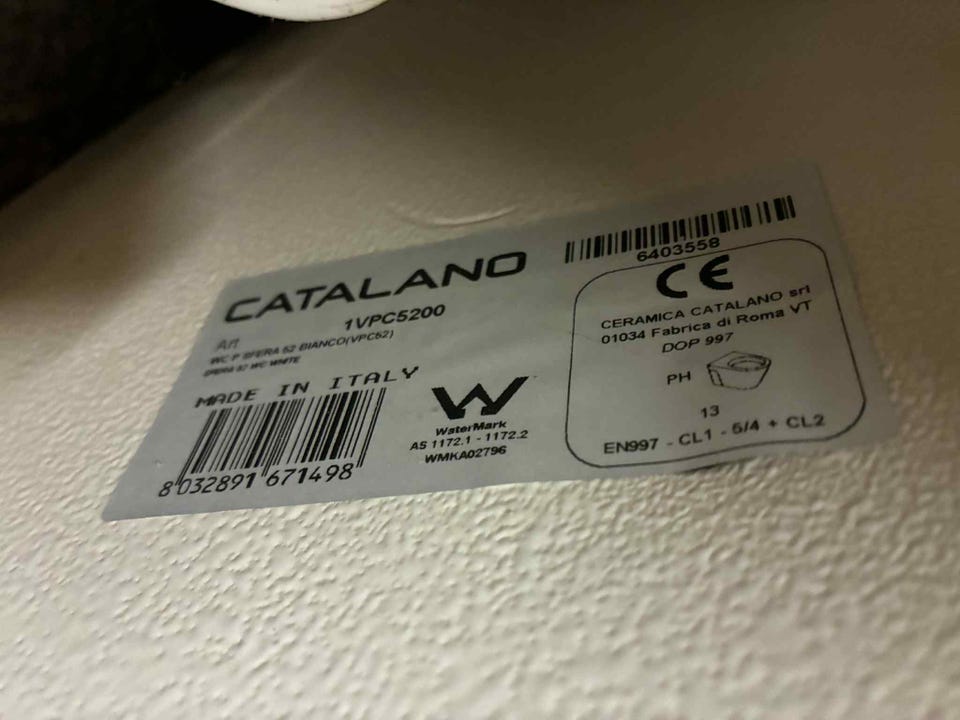 CATALANO
Art 1VPC5200
WC P SFERA 52 BIANCO(VPC52)
SFERA 52 WC WHITE
MADE IN ITALY
8 032891 671498
W
WaterMark
AS 1172.1 - 1172.2
WMKA02796
6403558
CE
CERAMICA CATALANO srl
01034 Fabrica di Roma VT
DOP 997
PH
13
EN997 - CL1 - 5/4 + CL2